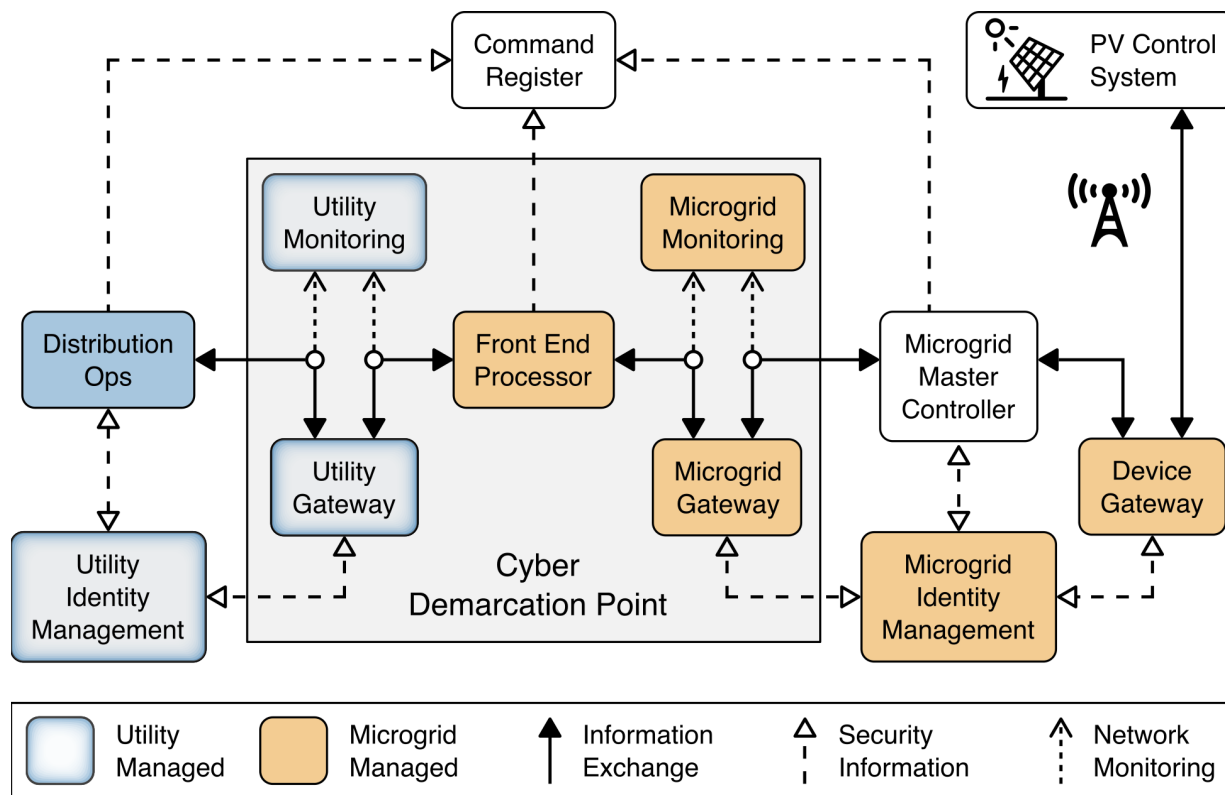 Command
Register
PV Control
System
Utility
Monitoring
Microgrid
Monitoring
Distribution
Ops
Front End
Processor
Microgrid
Master
Controller
Utility
Gateway
Microgrid
Gateway
Device
Gateway
Utility
Identity
Management
Cyber
Demarcation Point
Microgrid
Identity
Management
Utility
Managed
Microgrid
Managed
Information
Exchange
Security
Information
Network
Monitoring